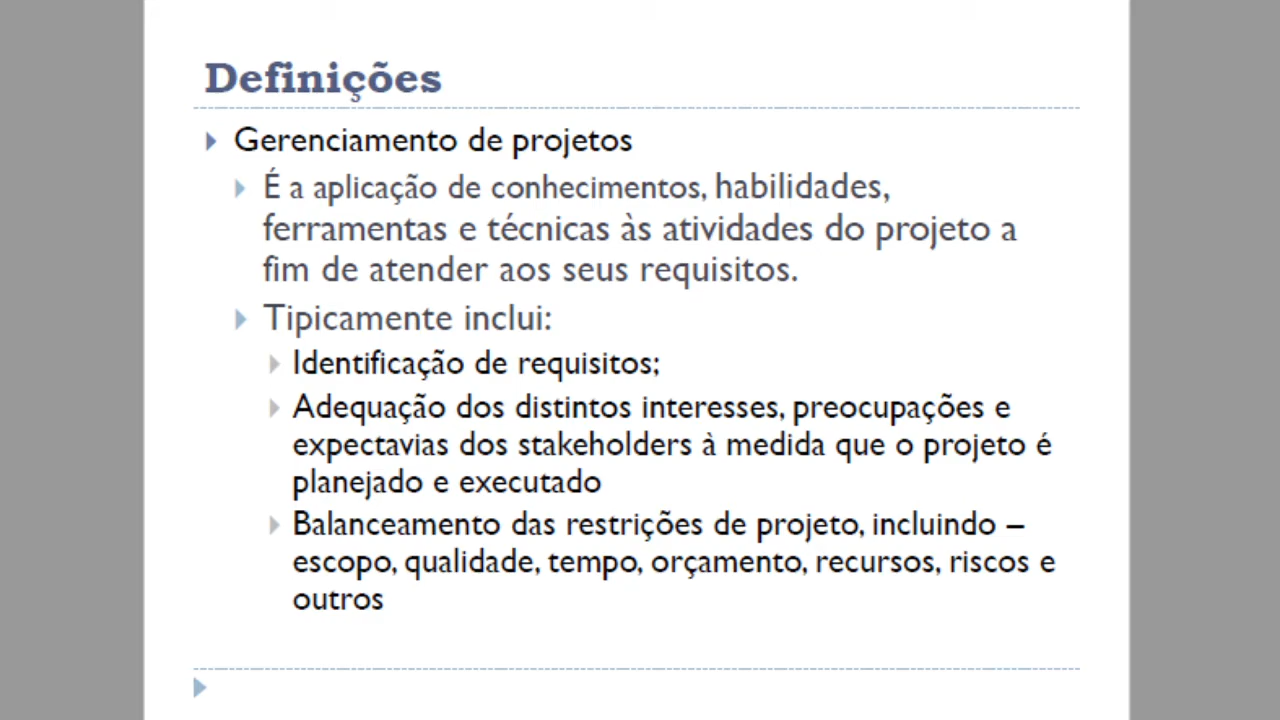 Definições
Gerenciamento de projetos
É a aplicação de conhecimentos, habilidades,
ferramentas e técnicas às atividades do projeto a
fim de atender aos seus requisitos.
Tipicamente inclui:
Identificação de requisitos;
Adequação dos distintos interesses, preocupações e
expectavias dos stakeholders à medida que o projeto é
planejado e executado
Balanceamento das restrições de projeto, incluindo –
escopo, qualidade, tempo, orçamento, recursos, riscos e
outros